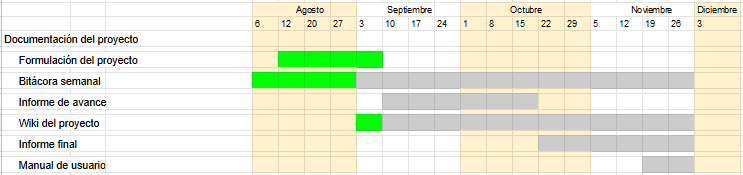 Agosto Septiembre Octubre Noviembre Diciembre
6 12 20 27 3 10 17 24 1 8 15 22 29 5 12 19 26 3
Documentación del proyecto
Formulación del proyecto
Bitácora semanal
Informe de avance
Wiki del proyecto
Informe final
Manual de usuario